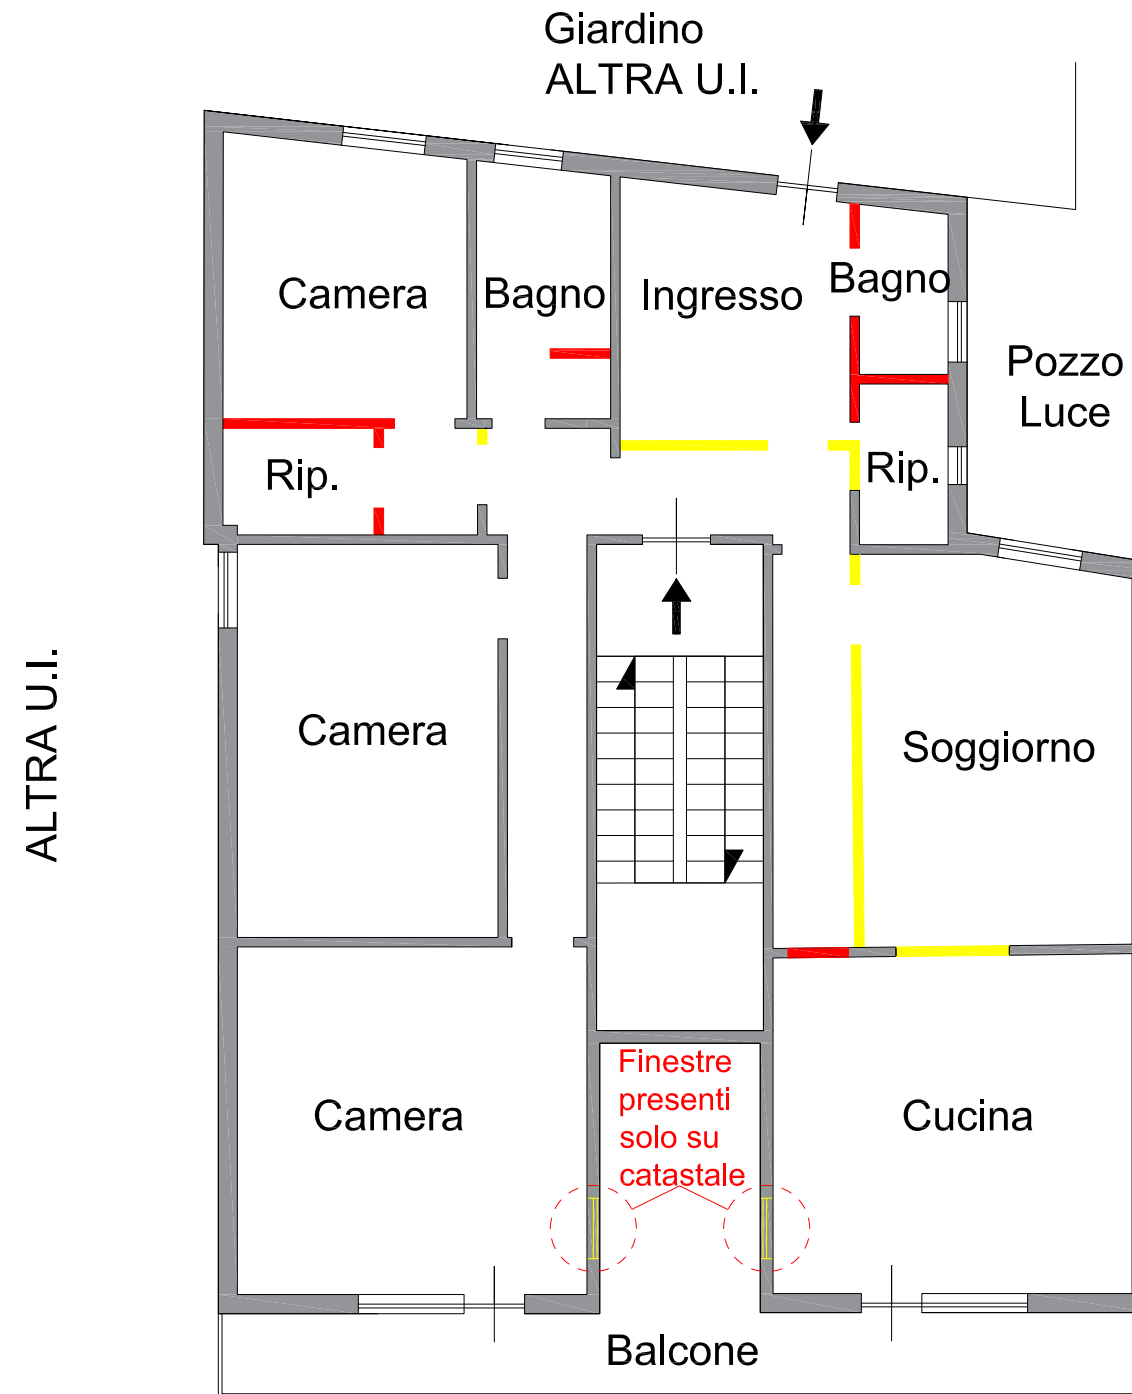 Giardino
ALTRA U.I.
Camera
Bagno
Ingresso
Bagno
Pozzo
Luce
Rip.
Rip.
ALTRA U.I.
Camera
Soggiorno
Finestre
presenti
solo su
catastale
Camera
Cucina
Balcone